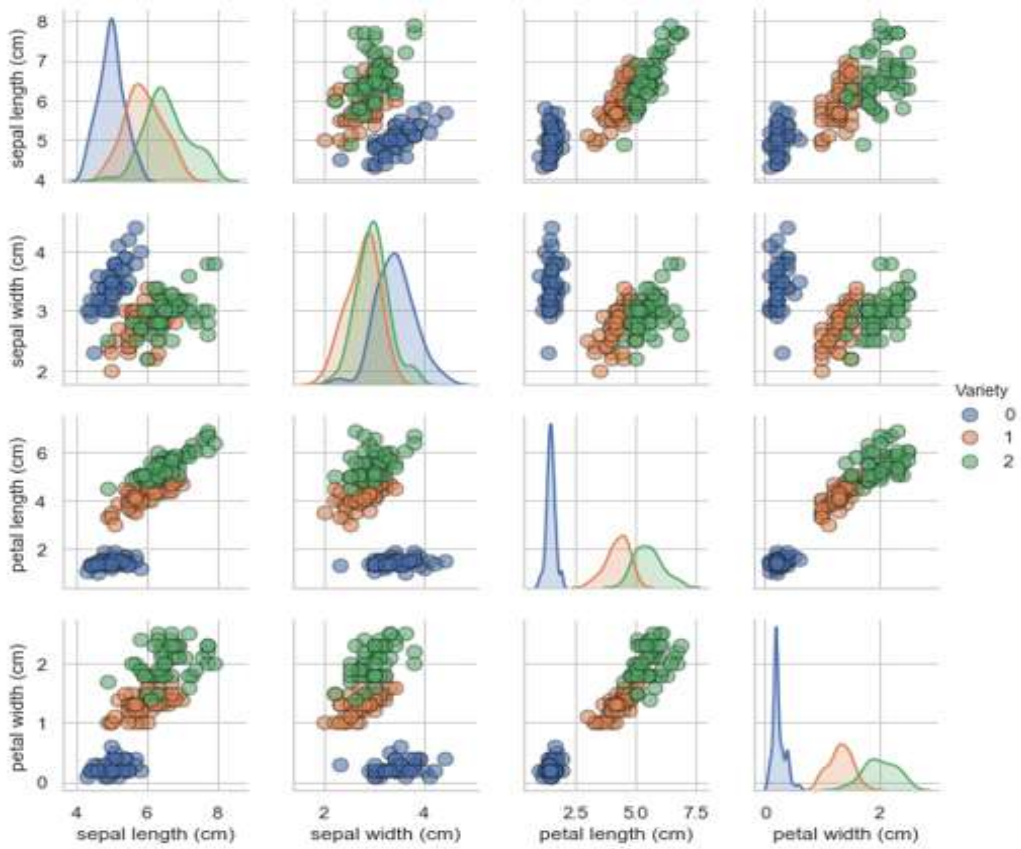 sepal length (cm)
8
7
6
5
4
sepal width (cm)
4
3
2
petal length (cm)
6
4
2
petal width (cm)
2
1
0
4 6 8
sepal length (cm)
2 4
sepal width (cm)
2.5 5.0 7.5
petal length (cm)
0 2
petal width (cm)
Variety
0
1
2